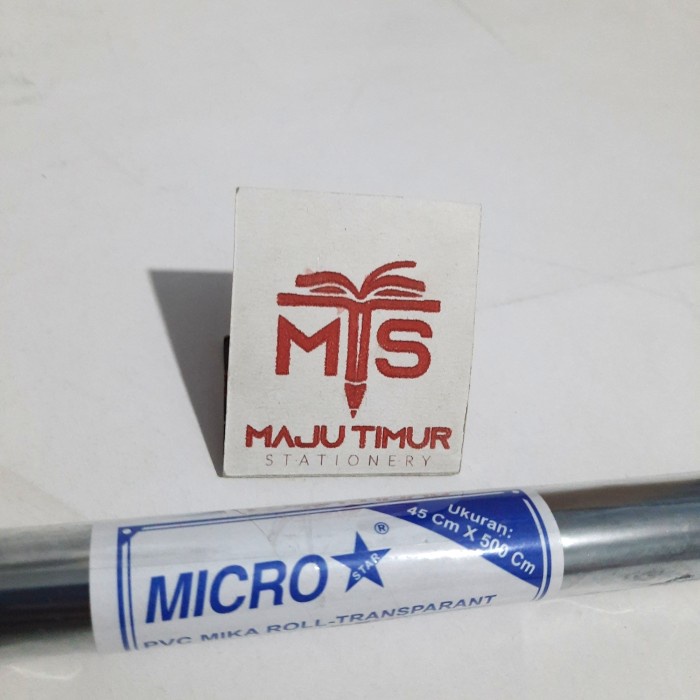 MTS
MAJU TIMUR
STATIONERY
MICRO STAR ®
Ukuran:
45 Cm X 500 Cm
PVC MIKA ROLL-TRANSPARANT